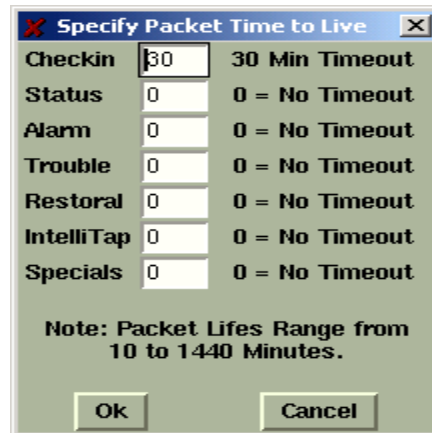 Specify Packet Time to Live
Checkin 30 30 Min Timeout
Status 0 0 = No Timeout
Alarm 0 0 = No Timeout
Trouble 0 0 = No Timeout
Restoral 0 0 = No Timeout
IntelliTap 0 0 = No Timeout
Specials 0 0 = No Timeout
Note: Packet Lifes Range from
10 to 1440 Minutes.
Ok Cancel